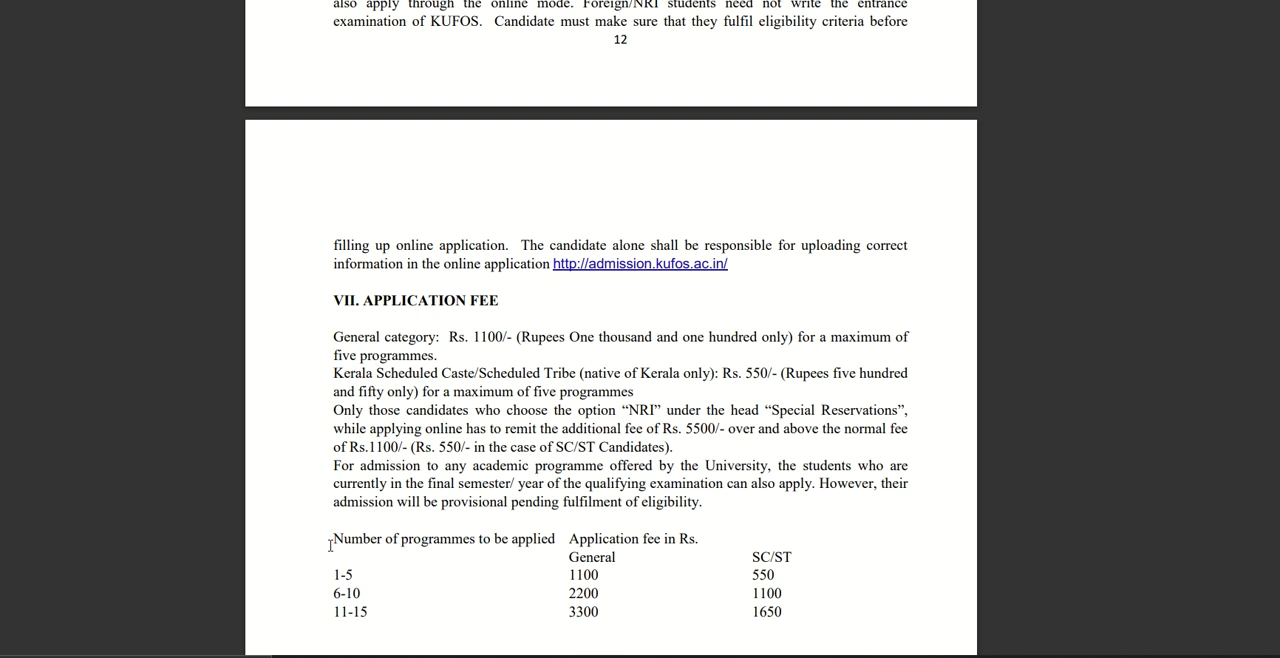 also apply through the online mode. Foreign/NRI students need not write the entrance
examination of KUFOS. Candidate must make sure that they fulfil eligibility criteria before
12
filling up online application. The candidate alone shall be responsible for uploading correct
information in the online application http://admission.kufos.ac.in/
VII. APPLICATION FEE
General category: Rs. 1100/- (Rupees One thousand and one hundred only) for a maximum of
five programmes.
Kerala Scheduled Caste/Scheduled Tribe (native of Kerala only): Rs. 550/- (Rupees five hundred
and fifty only) for a maximum of five programmes
Only those candidates who choose the option “NRI” under the head “Special Reservations”,
while applying online has to remit the additional fee of Rs. 5500/- over and above the normal fee
of Rs.1100/- (Rs. 550/- in the case of SC/ST Candidates).
For admission to any academic programme offered by the University, the students who are
currently in the final semester/ year of the qualifying examination can also apply. However, their
admission will be provisional pending fulfilment of eligibility.
Number of programmes to be applied Application fee in Rs.
General SC/ST
1-5 1100 550
6-10 2200 1100
11-15 3300 1650